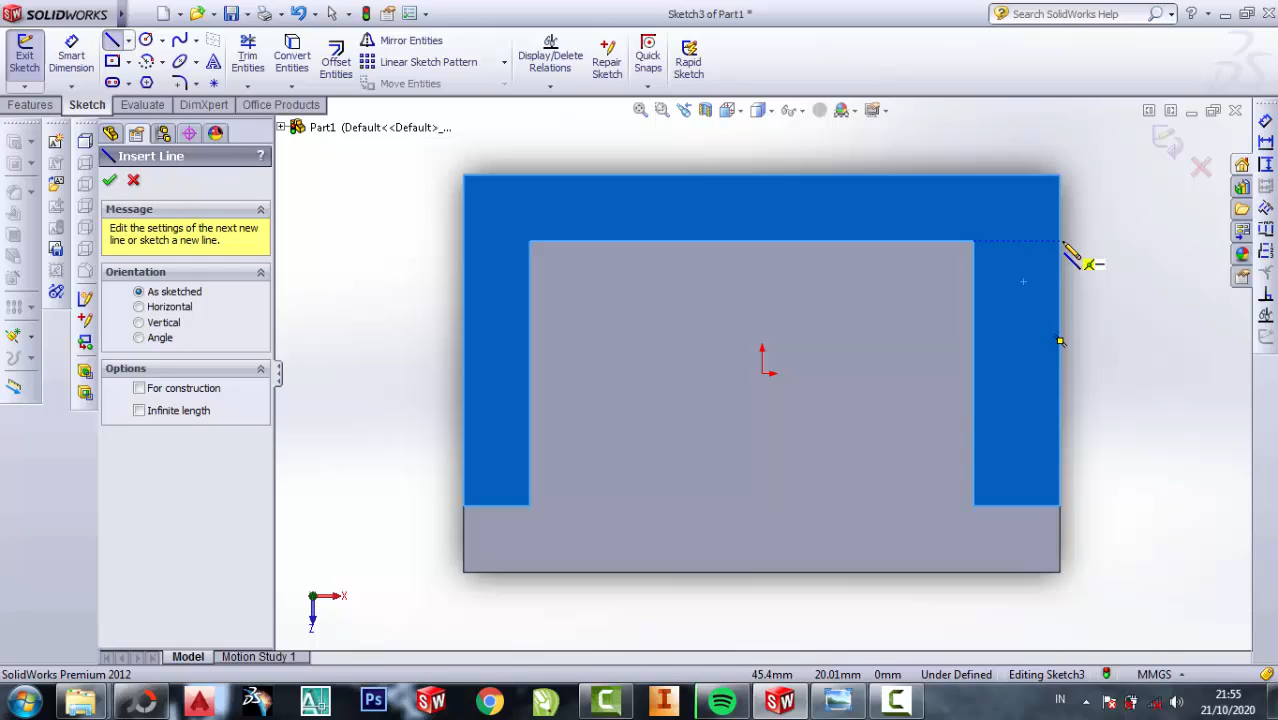 SOLIDWORKS
Sketch3 of Part1 *
Search SolidWorks Help
Exit Sketch
Smart Dimension
Trim Entities
Convert Entities
Offset Entities
Mirror Entities
Linear Sketch Pattern
Move Entities
Display/Delete Relations
Repair Sketch
Quick Snaps
Rapid Sketch
Features
Sketch
Evaluate
DimXpert
Office Products
Part1 (Default<<Default>_...
Insert Line
?
Message
Edit the settings of the next new
line or sketch a new line.
Orientation
As sketched
Horizontal
Vertical
Angle
Options
For construction
Infinite length
X
Z
Model
Motion Study 1
SolidWorks Premium 2012
45.4mm
20.01mm
0mm
Under Defined
Editing Sketch3
MMGS
Ps
IN
21:55
21/10/2020